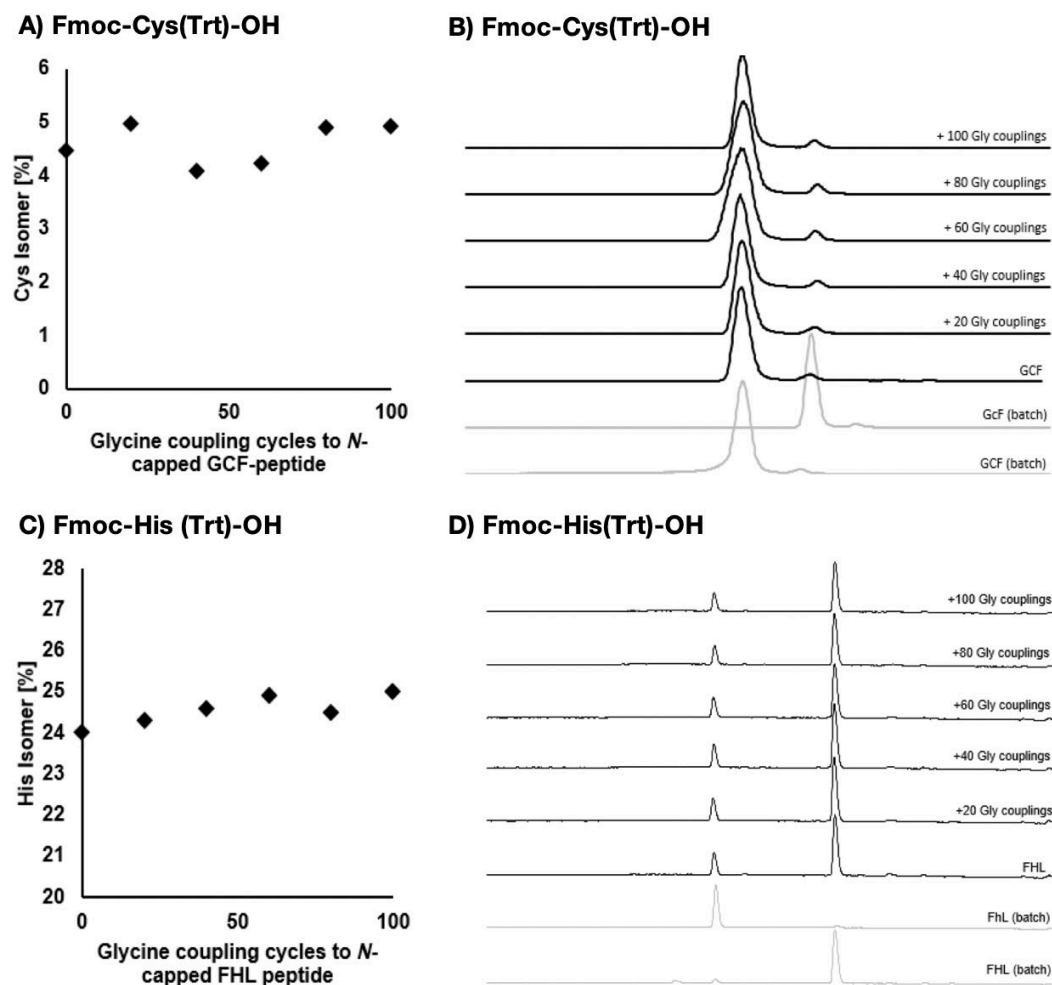 A) Fmoc-Cys(Trt)-OH
6
5
4
3
2
1
0
Cys Isomer [%]
0
50
100
Glycine coupling cycles to N-
capped GCF-peptide
B) Fmoc-Cys(Trt)-OH
+ 100 Gly couplings
+ 80 Gly couplings
+ 60 Gly couplings
+ 40 Gly couplings
+ 20 Gly couplings
GCF
GcF (batch)
GCF (batch)
C) Fmoc-His (Trt)-OH
28
27
26
25
24
23
22
21
20
His Isomer [%]
0
50
100
Glycine coupling cycles to N-
capped FHL peptide
D) Fmoc-His(Trt)-OH
+100 Gly couplings
+80 Gly couplings
+60 Gly couplings
+40 Gly couplings
+20 Gly couplings
FHL
FhL (batch)
FHL (batch)